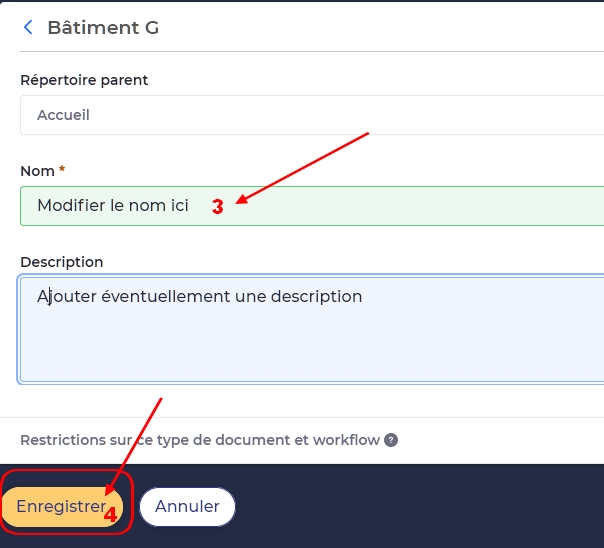 Bâtiment G
Répertoire parent
Accueil
Nom *
Modifier le nom ici 3
Description
Ajouter éventuellement une description
Restrictions sur ce type de document et workflow ?
Enregistrer 4 Annuler